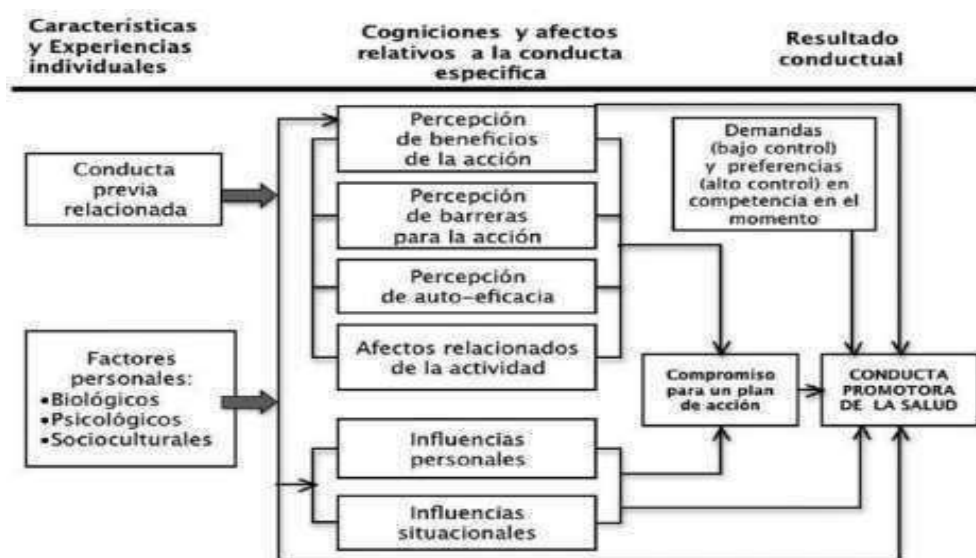 Características
y Experiencias
individuales
Cogniciones y afectos
relativos a la conducta
especifica
Resultado
conductual
Conducta
previa
relacionada
Factores
personales:
•Biológicos
•Psicológicos
•Socioculturales
Percepción
de beneficios
de la acción
Percepción
de barreras
para la acción
Percepción
de auto-eficacia
Afectos relacionados
de la actividad
Influencias
personales
Influencias
situacionales
Demandas
(bajo control)
y preferencias
(alto control) en
competencia en el
momento
Compromiso
para un plan
de acción
CONDUCTA
PROMOTORA
DE LA SALUD